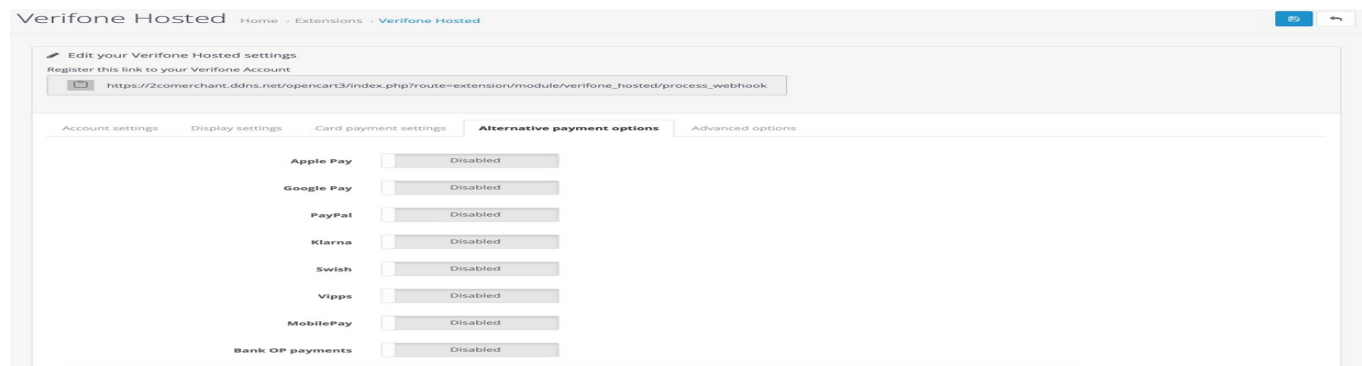 Verifone Hosted Home › Extensions › Verifone Hosted
Edit your Verifone Hosted settings
Register this link to your Verifone Account
https://2comerchant.ddns.net/opencart3/index.php?route=extension/module/verifone_hosted/process_webhook
Account settings Display settings Card payment settings Alternative payment options Advanced options
Apple Pay Disabled
Google Pay Disabled
PayPal Disabled
Klarna Disabled
Swish Disabled
Vipps Disabled
MobilePay Disabled
Bank OP payments Disabled